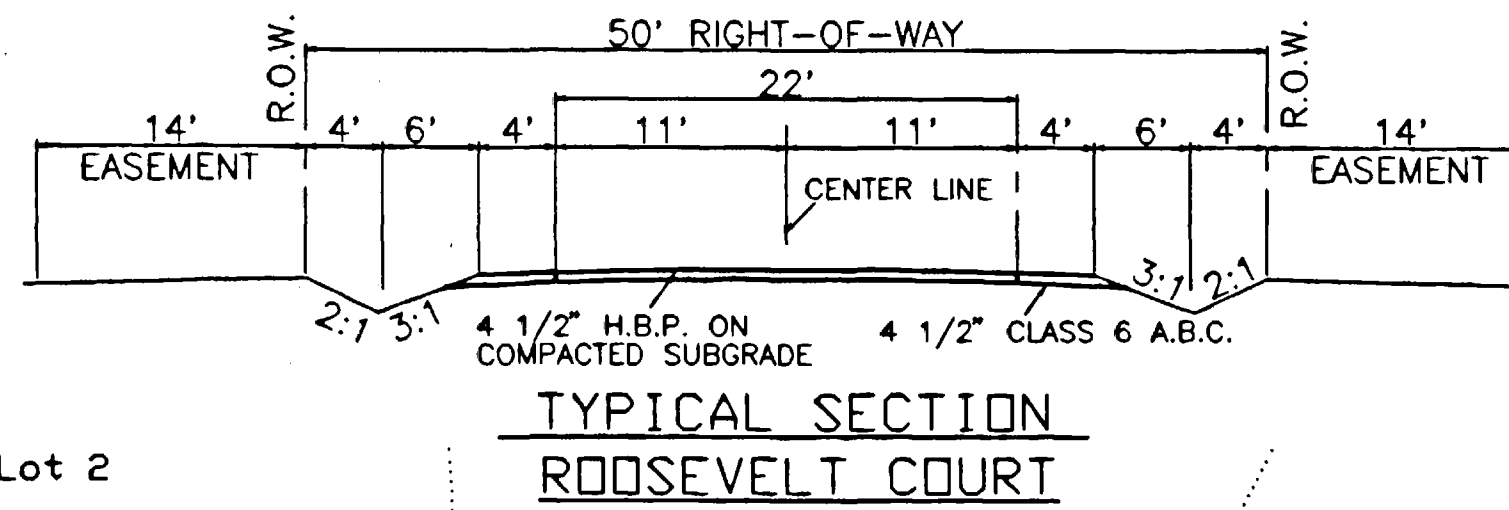 50' RIGHT-OF-WAY
R.O.W.
R.O.W.
22'
14' 4' 6' 4' 11' 11' 4' 6' 4' 14'
EASEMENT
EASEMENT
CENTER LINE
2:1 3:1
3:1 2:1
4 1/2" H.B.P. ON
COMPACTED SUBGRADE
4 1/2" CLASS 6 A.B.C.
TYPICAL SECTION
ROOSEVELT COURT
Lot 2